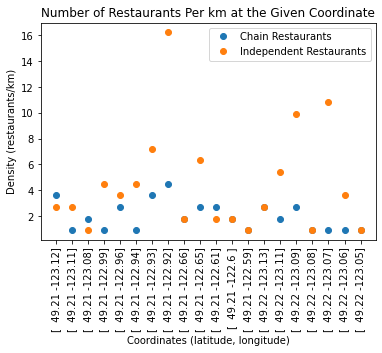 Number of Restaurants Per km at the Given Coordinate
Chain Restaurants
Independent Restaurants
Density (restaurants/km)
16
14
12
10
8
6
4
2
[ 49.21 -123.12]
[ 49.21 -123.11]
[ 49.21 -123.08]
[ 49.21 -122.99]
[ 49.21 -122.96]
[ 49.21 -122.94]
[ 49.21 -122.93]
[ 49.21 -122.92]
[ 49.21 -122.66]
[ 49.21 -122.65]
[ 49.21 -122.61]
[ 49.21 -122.6 ]
[ 49.21 -122.59]
[ 49.22 -123.13]
[ 49.22 -123.11]
[ 49.22 -123.09]
[ 49.22 -123.08]
[ 49.22 -123.07]
[ 49.22 -123.06]
[ 49.22 -123.05]
Coordinates (latitude, longitude)